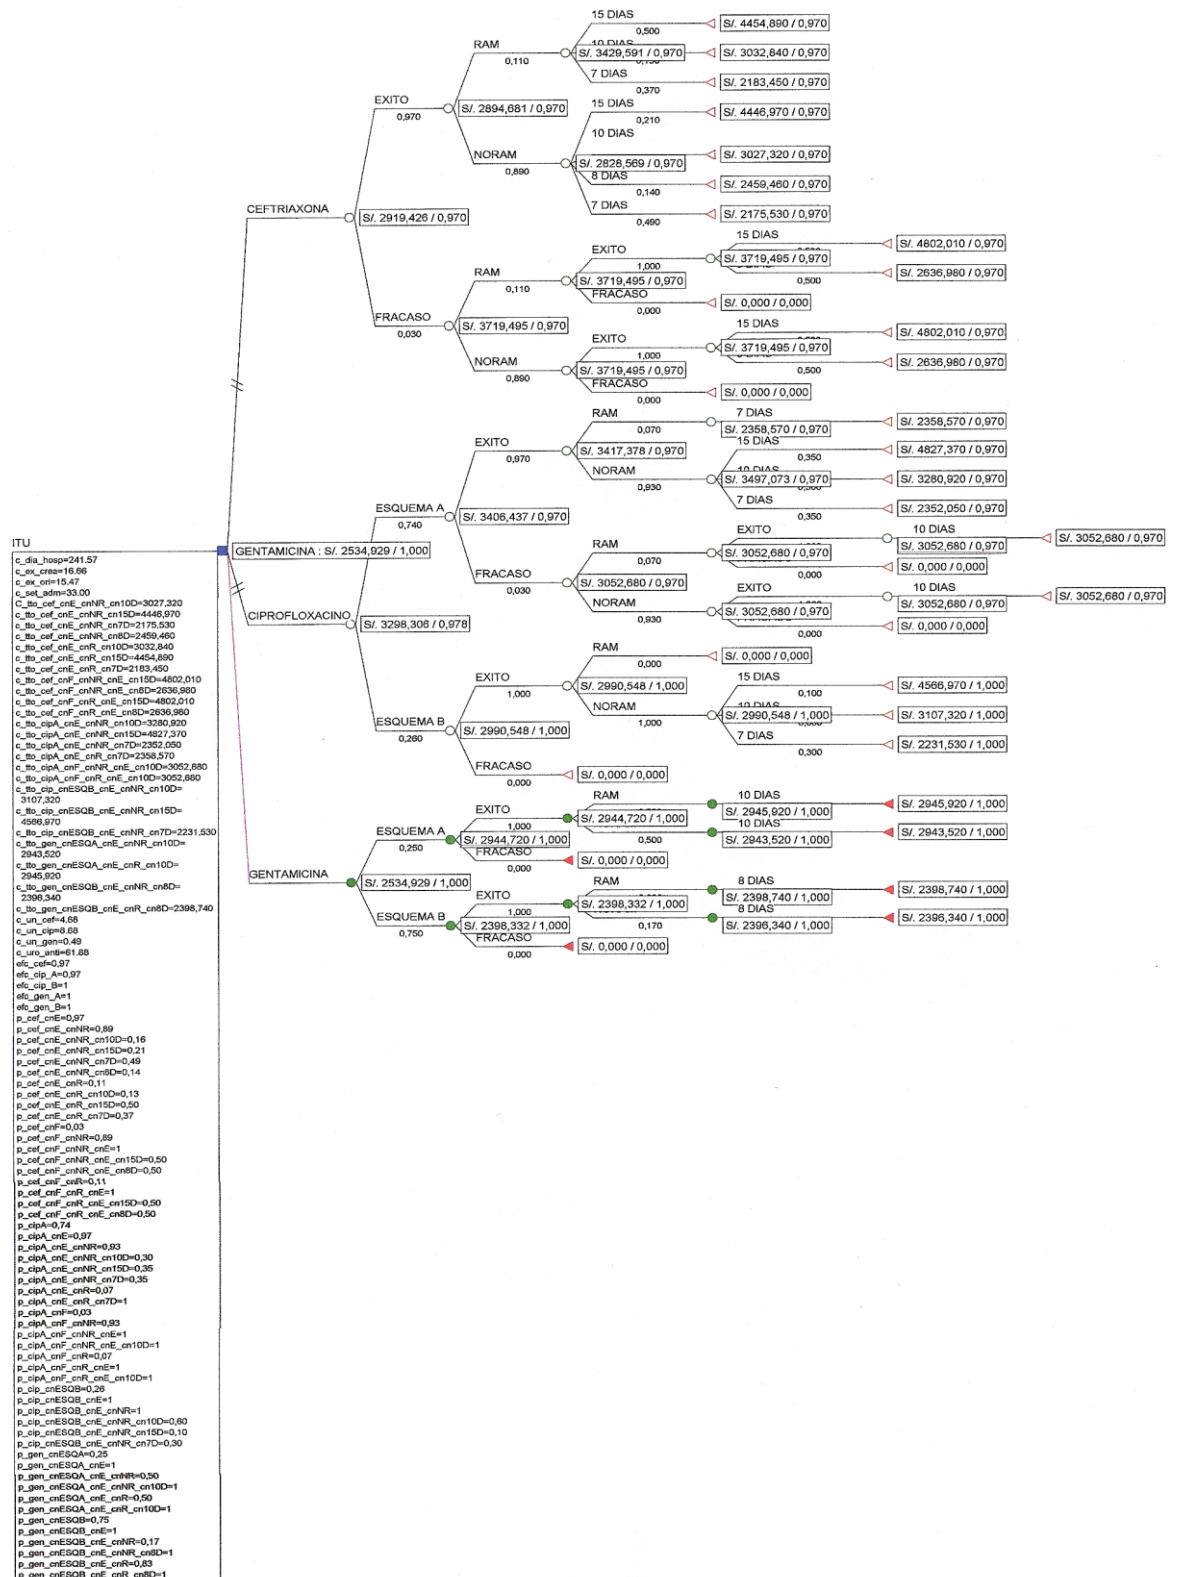 ITU
c_dia_hosp=241.57
c_ex_crea=16.66
c_ex_ori=15.47
c_set_adm=33.00
C_tto_cef_cnE_cnNR_cn10D=3027,320
c_tto_cef_cnE_cnNR_cn15D=4446,970
c_tto_cef_cnE_cnNR_cn7D=2175,530
c_tto_cef_cnE_cnNR_cn8D=2459,460
c_tto_cef_cnE_cnR_cn10D=3032,840
c_tto_cef_cnE_cnR_cn15D=4454,890
c_tto_cef_cnE_cnR_cn7D=2183,450
c_tto_cef_cnF_cnNR_cnE_cn15D=4802,010
c_tto_cef_cnF_cnNR_cnE_cn8D=2636,980
c_tto_cef_cnF_cnR_cnE_cn15D=4802,010
c_tto_cef_cnF_cnR_cnE_cn8D=2636,980
c_tto_cipA_cnE_cnNR_cn10D=3280,920
c_tto_cipA_cnE_cnNR_cn15D=4827,370
c_tto_cipA_cnE_cnNR_cn7D=2352,050
c_tto_cipA_cnE_cnR_cn7D=2358,570
c_tto_cipA_cnF_cnNR_cnE_cn10D=3052,680
c_tto_cipA_cnF_cnR_cnE_cn10D=3052,680
c_tto_cip_cnESQB_cnE_cnNR_cn10D=
3107,320
c_tto_cip_cnESQB_cnE_cnNR_cn15D=
4566,970
c_tto_cip_cnESQB_cnE_cnNR_cn7D=2231,530
c_tto_gen_cnESQA_cnE_cnNR_cn10D=
2943,520
c_tto_gen_cnESQA_cnE_cnR_cn10D=
2945,920
c_tto_gen_cnESQB_cnE_cnNR_cn8D=
2396,340
c_tto_gen_cnESQB_cnE_cnR_cn8D=2398,740
c_un_cef=4.68
c_un_cip=8.68
c_un_gen=0.49
c_uro_anti=61.88
efc_cef=0,97
efc_cip_A=0,97
efc_cip_B=1
efc_gen_A=1
efc_gen_B=1
p_cef_cnE=0,97
p_cef_cnE_cnNR=0,89
p_cef_cnE_cnNR_cn10D=0,16
p_cef_cnE_cnNR_cn15D=0,21
p_cef_cnE_cnNR_cn7D=0,49
p_cef_cnE_cnNR_cn8D=0,14
p_cef_cnE_cnR=0,11
p_cef_cnE_cnR_cn10D=0,13
p_cef_cnE_cnR_cn15D=0,50
p_cef_cnE_cnR_cn7D=0,37
p_cef_cnF=0,03
p_cef_cnF_cnNR=0,89
p_cef_cnF_cnNR_cnE=1
p_cef_cnF_cnNR_cnE_cn15D=0,50
p_cef_cnF_cnNR_cnE_cn8D=0,50
p_cef_cnF_cnR=0,11
p_cef_cnF_cnR_cnE=1
p_cef_cnF_cnR_cnE_cn15D=0,50
p_cef_cnF_cnR_cnE_cn8D=0,50
p_cipA=0,74
p_cipA_cnE=0,97
p_cipA_cnE_cnNR=0,93
p_cipA_cnE_cnNR_cn10D=0,30
p_cipA_cnE_cnNR_cn15D=0,35
p_cipA_cnE_cnNR_cn7D=0,35
p_cipA_cnE_cnR=0,07
p_cipA_cnE_cnR_cn7D=1
p_cipA_cnF=0,03
p_cipA_cnF_cnNR=0,93
p_cipA_cnF_cnNR_cnE=1
p_cipA_cnF_cnNR_cnE_cn10D=1
p_cipA_cnF_cnR=0,07
p_cipA_cnF_cnR_cnE=1
p_cipA_cnF_cnR_cnE_cn10D=1
p_cip_cnESQB=0,26
p_cip_cnESQB_cnE=1
p_cip_cnESQB_cnE_cnNR=1
p_cip_cnESQB_cnE_cnNR_cn10D=0,60
p_cip_cnESQB_cnE_cnNR_cn15D=0,10
p_cip_cnESQB_cnE_cnNR_cn7D=0,30
p_gen_cnESQA=0,25
p_gen_cnESQA_cnE=1
p_gen_cnESQA_cnE_cnNR=0,50
p_gen_cnESQA_cnE_cnNR_cn10D=1
p_gen_cnESQA_cnE_cnR=0,50
p_gen_cnESQA_cnE_cnR_cn10D=1
p_gen_cnESQB=0,75
p_gen_cnESQB_cnE=1
p_gen_cnESQB_cnE_cnNR=0,17
p_gen_cnESQB_cnE_cnNR_cn8D=1
p_gen_cnESQB_cnE_cnR=0,83
p_gen_cnESQB_cnE_cnR_cn8D=1
GENTAMICINA : S/. 2534,929 / 1,000
CEFTRIAXONA
S/. 2919,426 / 0,970
EXITO
0,970
S/. 2894,681 / 0,970
RAM
0,110
S/. 3429,591 / 0,970
15 DIAS
0,500
S/. 4454,890 / 0,970
10 DIAS
S/. 3032,840 / 0,970
7 DIAS
0,370
S/. 2183,450 / 0,970
NORAM
0,890
S/. 2828,569 / 0,970
15 DIAS
0,210
S/. 4446,970 / 0,970
10 DIAS
S/. 3027,320 / 0,970
8 DIAS
0,140
S/. 2459,460 / 0,970
7 DIAS
0,490
S/. 2175,530 / 0,970
FRACASO
0,030
S/. 3719,495 / 0,970
RAM
0,110
S/. 3719,495 / 0,970
EXITO
1,000
S/. 3719,495 / 0,970
15 DIAS
S/. 4802,010 / 0,970
0,500
S/. 2636,980 / 0,970
FRACASO
0,000
S/. 0,000 / 0,000
NORAM
0,890
S/. 3719,495 / 0,970
EXITO
1,000
S/. 3719,495 / 0,970
15 DIAS
S/. 4802,010 / 0,970
0,500
S/. 2636,980 / 0,970
FRACASO
0,000
S/. 0,000 / 0,000
CIPROFLOXACINO
S/. 3298,306 / 0,978
ESQUEMA A
0,740
S/. 3406,437 / 0,970
EXITO
0,970
S/. 3417,378 / 0,970
RAM
0,070
S/. 2358,570 / 0,970
7 DIAS
S/. 2358,570 / 0,970
NORAM
0,930
S/. 3497,073 / 0,970
15 DIAS
0,350
S/. 4827,370 / 0,970
10 DIAS
S/. 3280,920 / 0,970
7 DIAS
0,350
S/. 2352,050 / 0,970
FRACASO
0,030
S/. 3052,680 / 0,970
RAM
0,070
S/. 3052,680 / 0,970
EXITO
10 DIAS
S/. 3052,680 / 0,970
S/. 3052,680 / 0,970
0,000
S/. 0,000 / 0,000
NORAM
0,930
S/. 3052,680 / 0,970
EXITO
10 DIAS
S/. 3052,680 / 0,970
S/. 3052,680 / 0,970
0,000
S/. 0,000 / 0,000
ESQUEMA B
0,260
S/. 2990,548 / 1,000
EXITO
1,000
S/. 2990,548 / 1,000
RAM
0,000
S/. 0,000 / 0,000
NORAM
1,000
S/. 2990,548 / 1,000
15 DIAS
0,100
S/. 4566,970 / 1,000
10 DIAS
S/. 3107,320 / 1,000
7 DIAS
0,300
S/. 2231,530 / 1,000
FRACASO
0,000
S/. 0,000 / 0,000
GENTAMICINA
S/. 2534,929 / 1,000
ESQUEMA A
0,250
S/. 2944,720 / 1,000
EXITO
1,000
S/. 2944,720 / 1,000
RAM
S/. 2945,920 / 1,000
10 DIAS
S/. 2945,920 / 1,000
0,500
S/. 2943,520 / 1,000
10 DIAS
S/. 2943,520 / 1,000
FRACASO
0,000
S/. 0,000 / 0,000
ESQUEMA B
0,750
S/. 2398,332 / 1,000
EXITO
1,000
S/. 2398,332 / 1,000
RAM
S/. 2398,740 / 1,000
8 DIAS
S/. 2398,740 / 1,000
0,170
S/. 2396,340 / 1,000
8 DIAS
S/. 2396,340 / 1,000
FRACASO
0,000
S/. 0,000 / 0,000